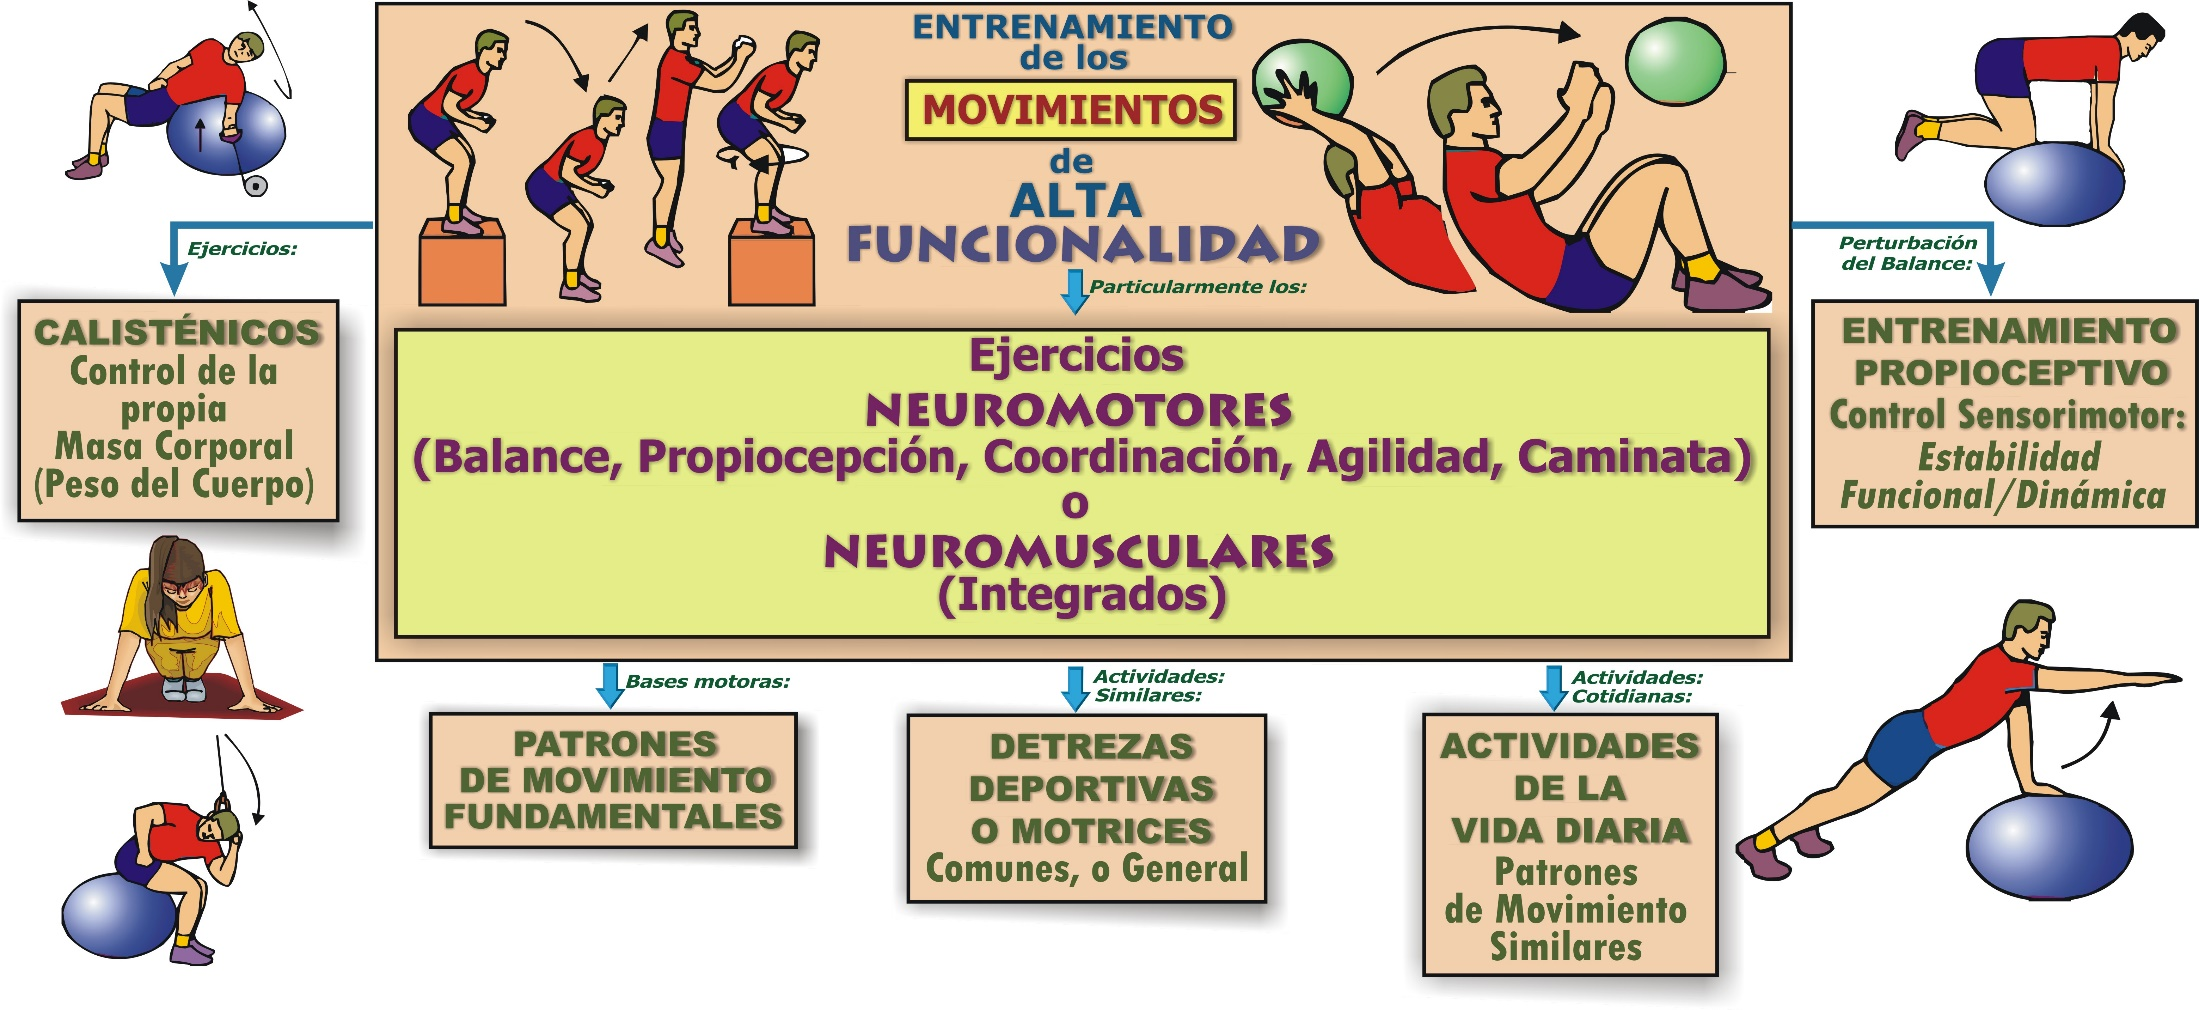 ENTRENAMIENTO
de los
MOVIMIENTOS
de
ALTA
FUNCIONALIDAD
Particularmente los:
Ejercicios
NEUROMOTORES
(Balance, Propiocepción, Coordinación, Agilidad, Caminata)
o
NEUROMUSCULARES
(Integrados)
Ejercicios:
CALISTÉNICOS
Control de la
propia
Masa Corporal
(Peso del Cuerpo)
Perturbación
del Balance:
ENTRENAMIENTO
PROPIOCEPTIVO
Control Sensorimotor:
Estabilidad
Funcional/Dinámica
Bases motoras:
PATRONES
DE MOVIMIENTO
FUNDAMENTALES
Actividades:
Similares:
DETREZAS
DEPORTIVAS
O MOTRICES
Comunes, o General
Actividades:
Cotidianas:
ACTIVIDADES
DE LA
VIDA DIARIA
Patrones
de Movimiento
Similares